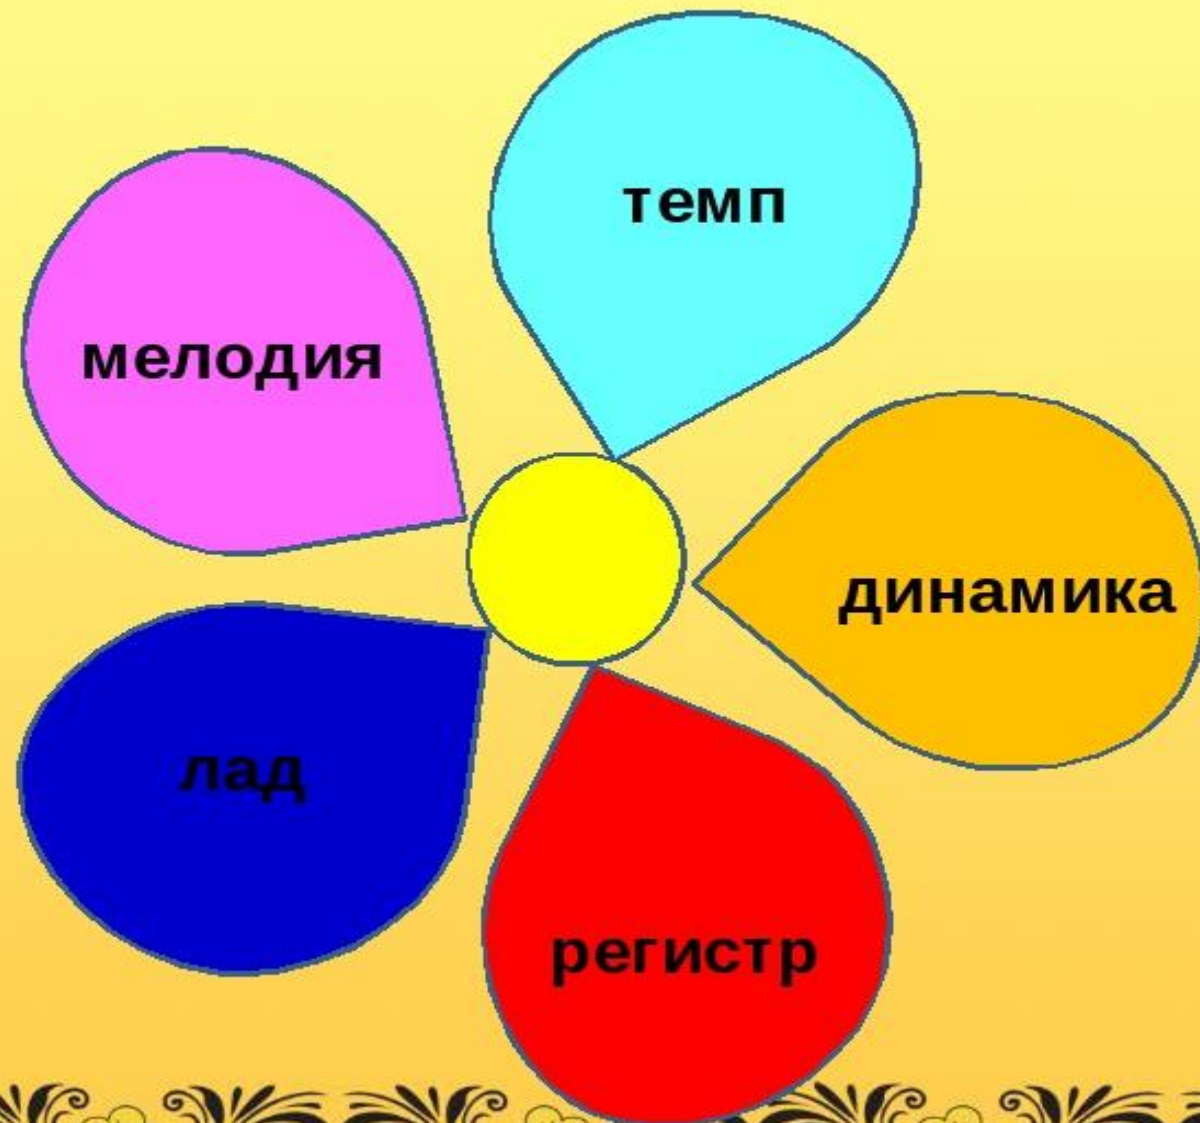 темп
мелодия
динамика
лад
регистр